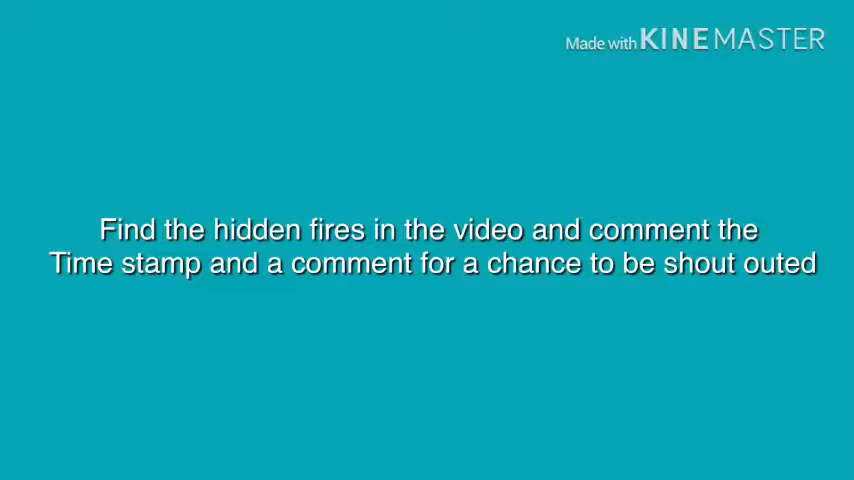 Made with KINEMASTER
Find the hidden fires in the video and comment the
Time stamp and a comment for a chance to be shout outed